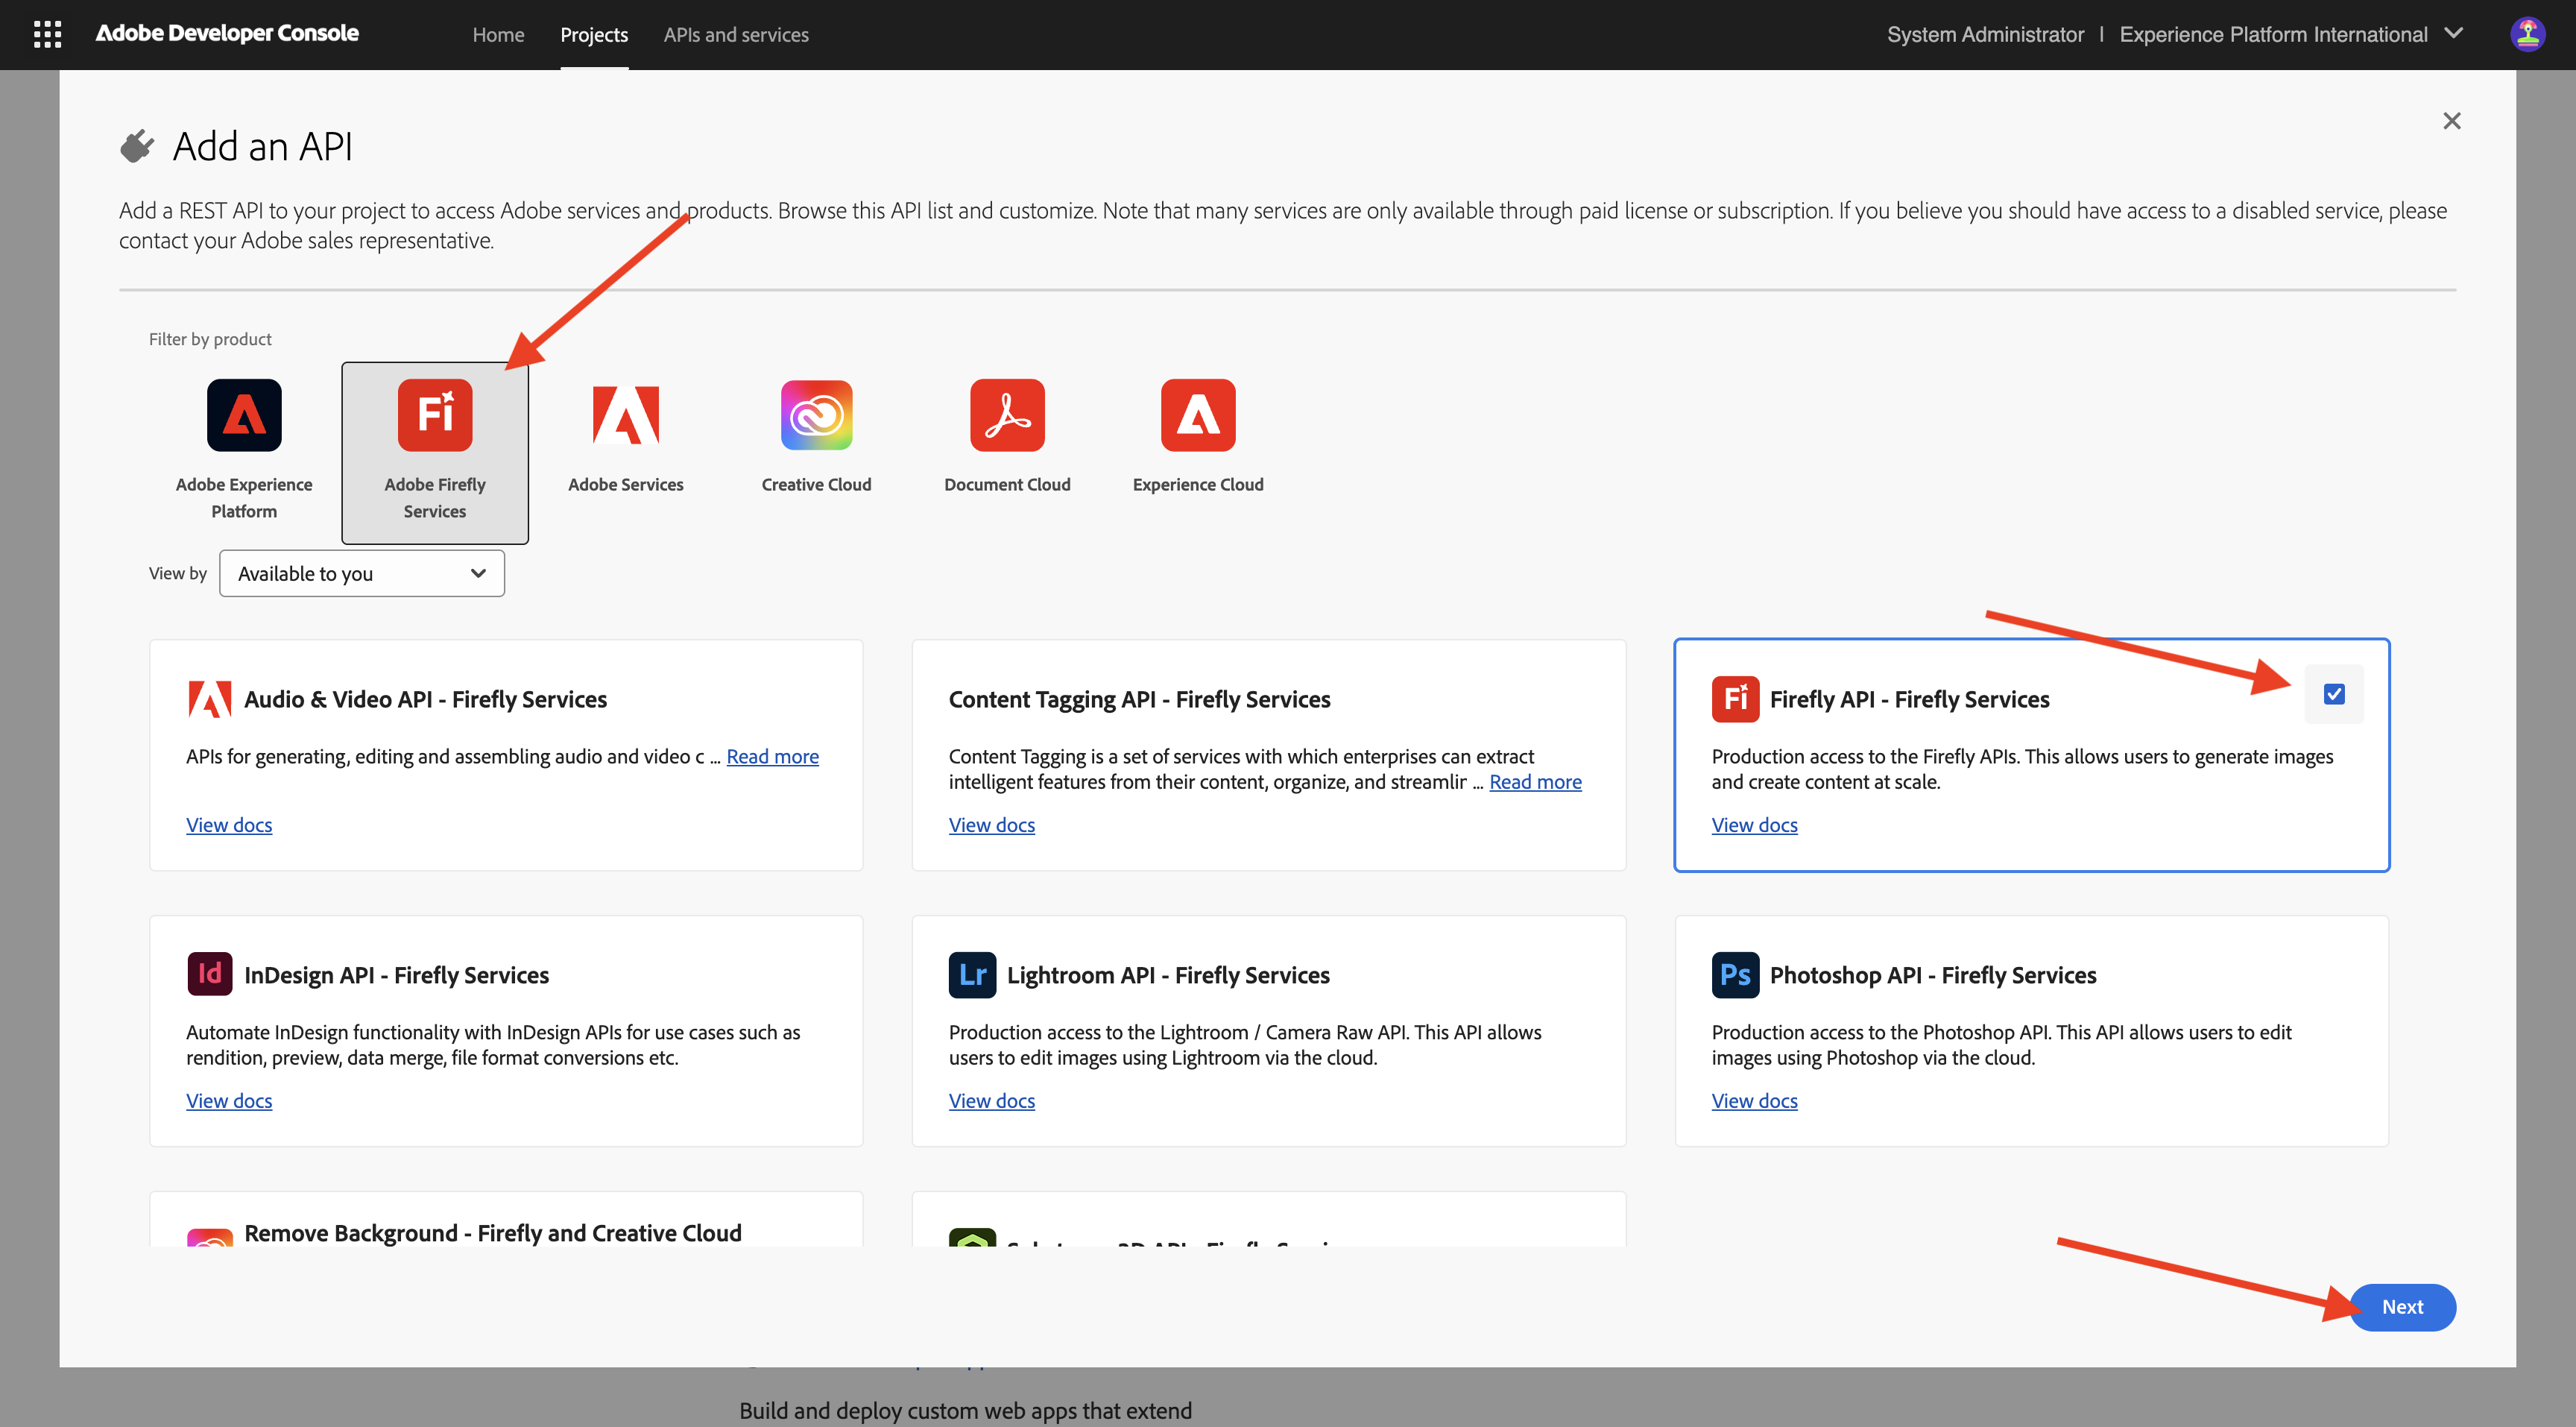 Adobe Developer Console
Home
Projects
APIs and services
System Administrator | Experience Platform International
Add an API
Add a REST API to your project to access Adobe services and products. Browse this API list and customize. Note that many services are only available through paid license or subscription. If you believe you should have access to a disabled service, please
contact your Adobe sales representative.
Filter by product
Adobe Experience
Platform
Fi
Adobe Firefly
Services
Adobe Services
Creative Cloud
Document Cloud
Experience Cloud
View by
Available to you
Audio & Video API - Firefly Services
APIs for generating, editing and assembling audio and video c ... Read more
View docs
Content Tagging API - Firefly Services
Content Tagging is a set of services with which enterprises can extract
intelligent features from their content, organize, and streamlir ... Read more
View docs
Fi
Firefly API - Firefly Services
Production access to the Firefly APIs. This allows users to generate images
and create content at scale.
View docs
Id
InDesign API - Firefly Services
Automate InDesign functionality with InDesign APIs for use cases such as
rendition, preview, data merge, file format conversions etc.
View docs
Lr
Lightroom API - Firefly Services
Production access to the Lightroom / Camera Raw API. This API allows
users to edit images using Lightroom via the cloud.
View docs
Ps
Photoshop API - Firefly Services
Production access to the Photoshop API. This API allows users to edit
images using Photoshop via the cloud.
View docs
Remove Background - Firefly and Creative Cloud
Next
Build and deploy custom web apps that extend